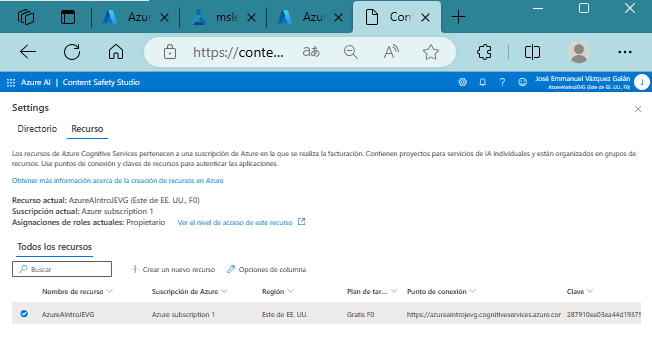 Azu
msle
Azu
Con
https://conte...
Azure AI | Content Safety Studio
José Emmanuel Vázquez Galán
AzureAIntroJEVG (Este de EE. UU., F0)
J
Settings
Directorio Recurso
Los recursos de Azure Cognitive Services pertenecen a una suscripción de Azure en la que se realiza la facturación. Contienen proyectos para servicios de IA individuales y están organizados en grupos de
recursos. Use puntos de conexión y claves de recursos para autenticar las aplicaciones.
Obtener más información acerca de la creación de recursos en Azure
Recurso actual: AzureAIntroJEVG (Este de EE. UU., F0)
Suscripción actual: Azure subscription 1
Asignaciones de roles actuales: Propietario Ver el nivel de acceso de este recurso
Todos los recursos
Buscar
Crear un nuevo recurso
Opciones de columna
Nombre de recurso Suscripción de Azure Región Plan de tar... Punto de conexión Clave
AzureAIntroJEVG Azure subscription 1 Este de EE. UU. Gratis F0 https://azureaintrojevg.cognitiveservices.azure.cor 287910ea03ea44d19375